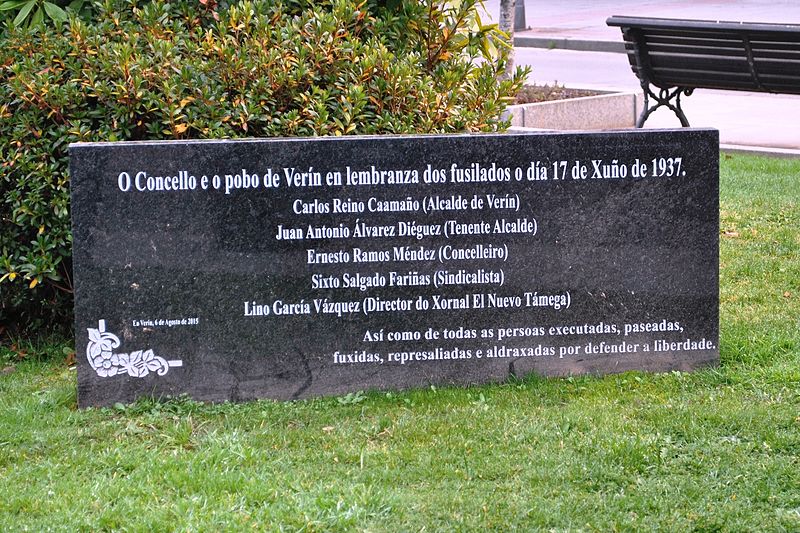 O Concello e o pobo de Verín en lembranza dos fusilados o día 17 de Xuño de 1937.
Carlos Reino Caamaño (Alcalde de Verín)
Juan Antonio Álvarez Diéguez (Tenente Alcalde)
Ernesto Ramos Méndez (Concelleiro)
Sixto Salgado Fariñas (Sindicalista)
Lino García Vázquez (Director do Xornal El Nuevo Támega)
En Verín, 6 de Agosto de 2015
Así como de todas as persoas executadas, paseadas,
fuxidas, represaliadas e aldraxadas por defender a liberdade.